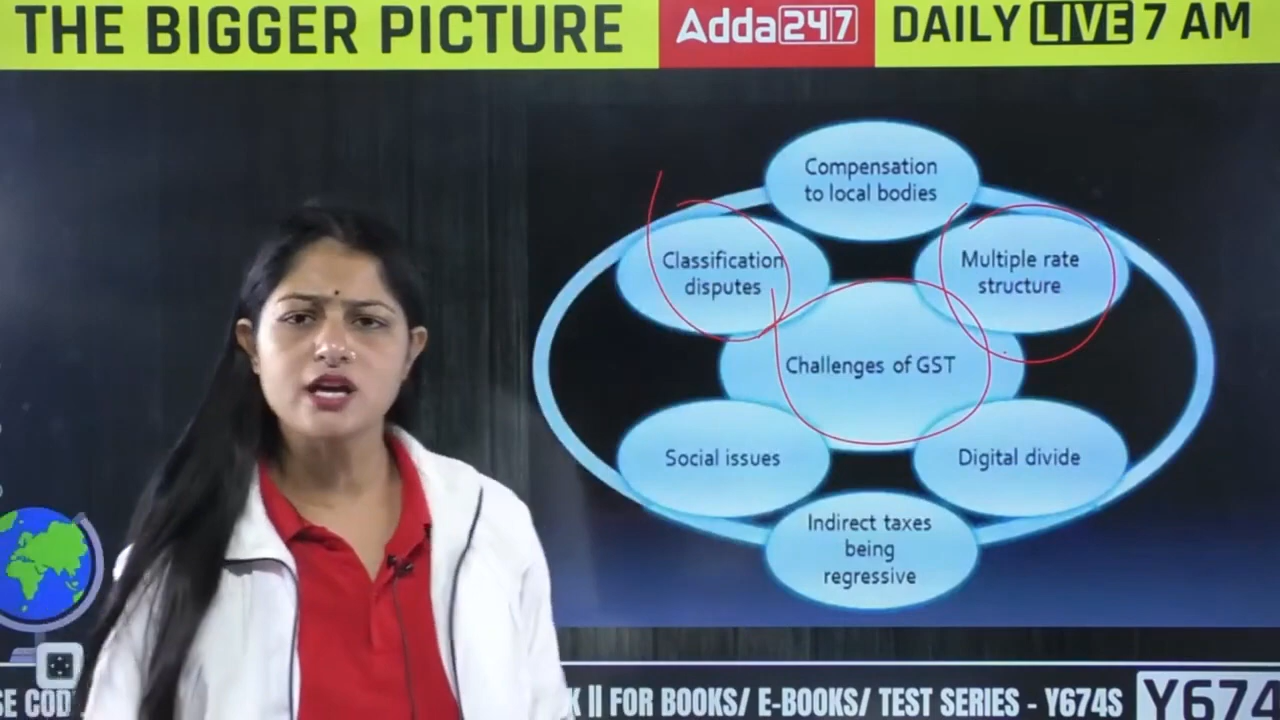 THE BIGGER PICTURE
Adda247
DAILY LIVE 7 AM
Compensation
to local bodies
Classification
disputes
Multiple rate
structure
Challenges of GST
Social issues
Digital divide
Indirect taxes
being
regressive
FOR BOOKS/ E-BOOKS/ TEST SERIES - Y674S
Y674